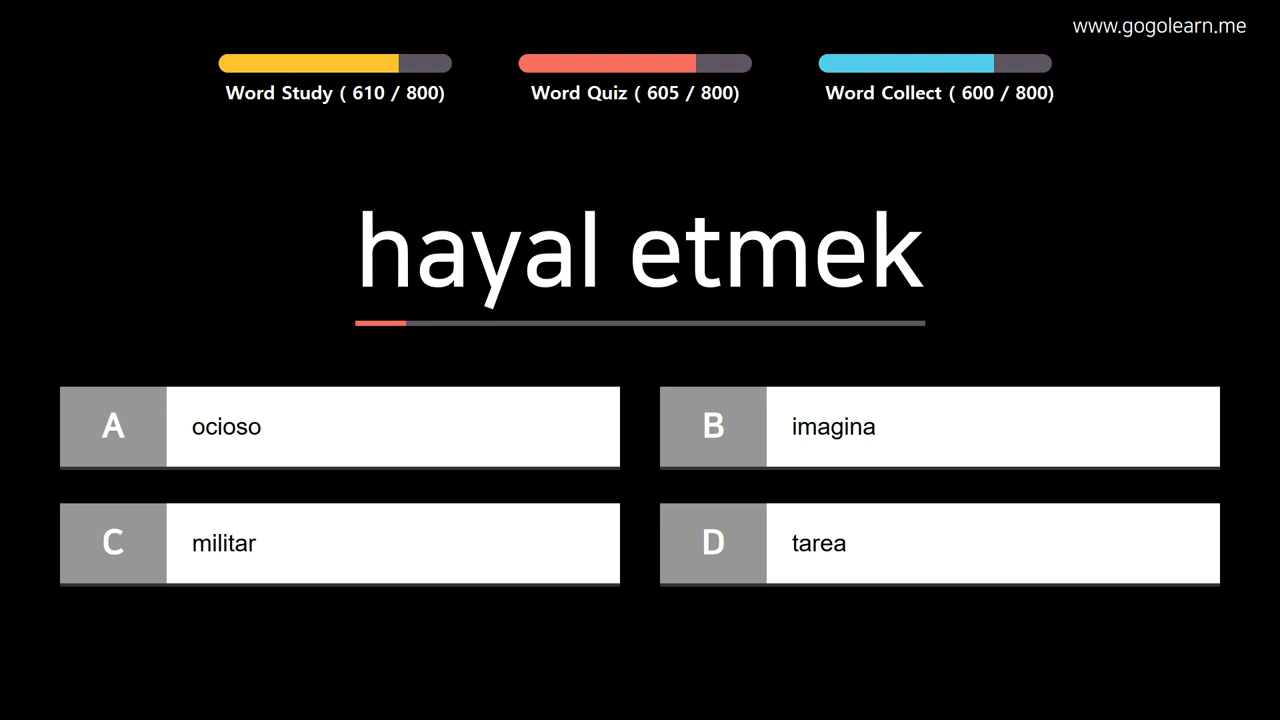 www.gogolearn.me
Word Study ( 610 / 800)
Word Quiz ( 605 / 800)
Word Collect ( 600 / 800)
hayal etmek
A
ocioso
B
imagina
C
militar
D
tarea